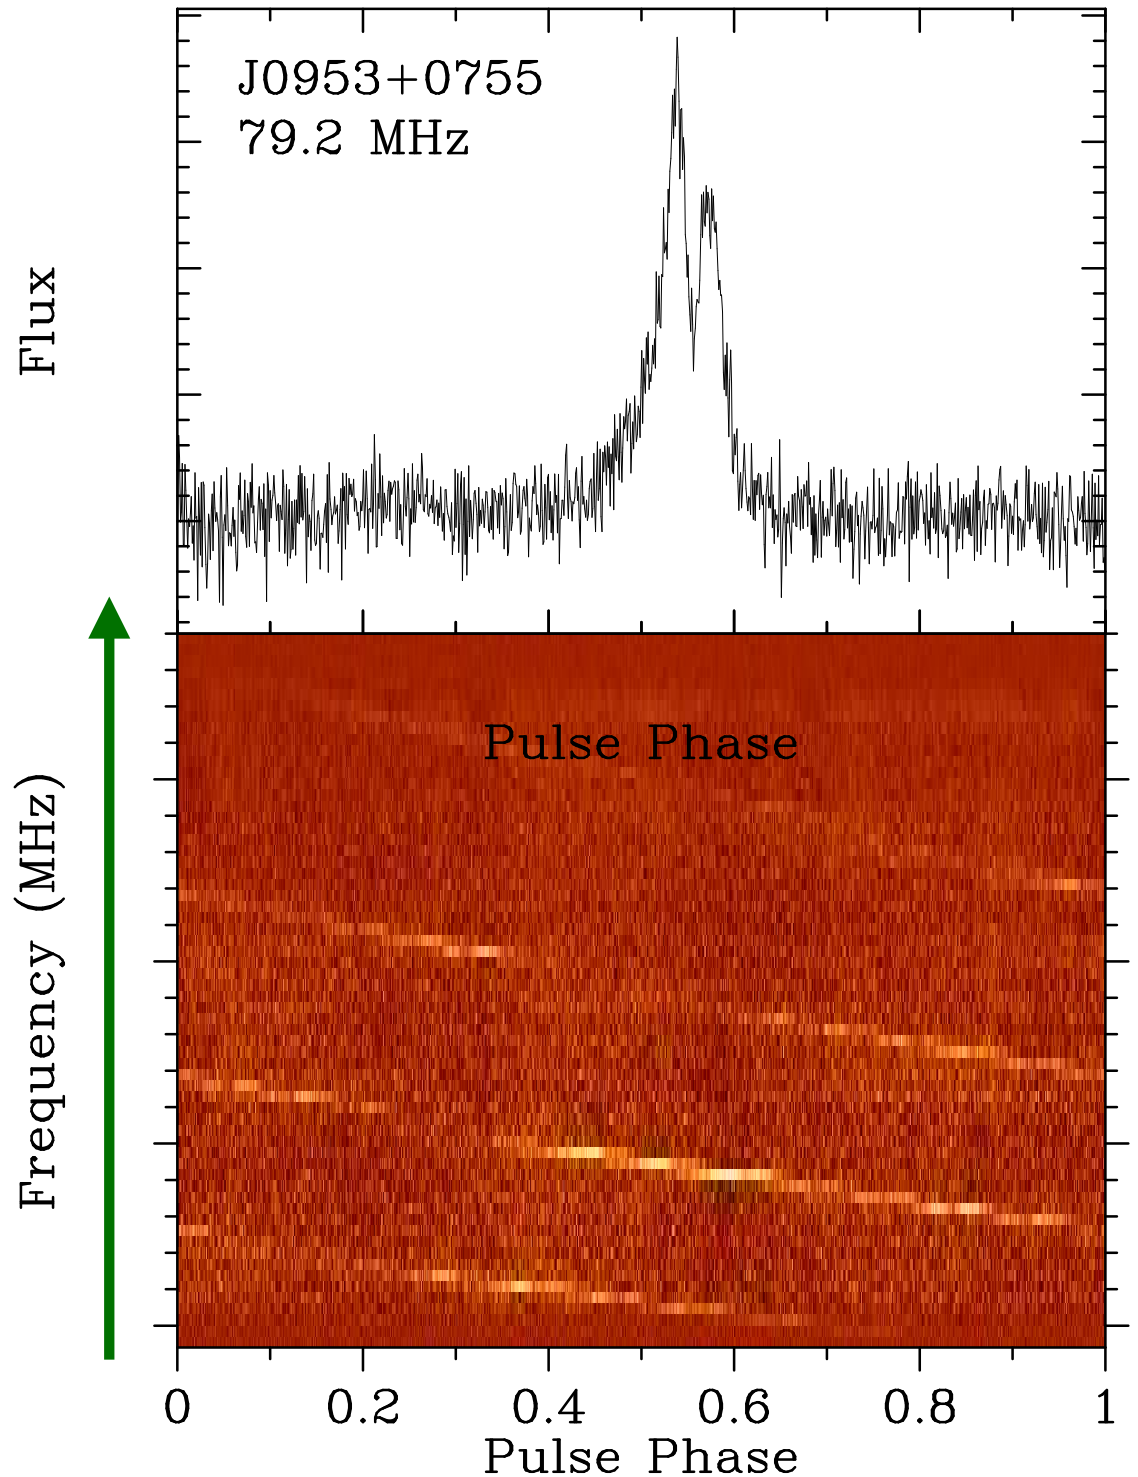 J0953+0755
79.2 MHz
Flux
Pulse Phase
Frequency (MHz)
0 0.2 0.4 0.6 0.8 1
Pulse Phase